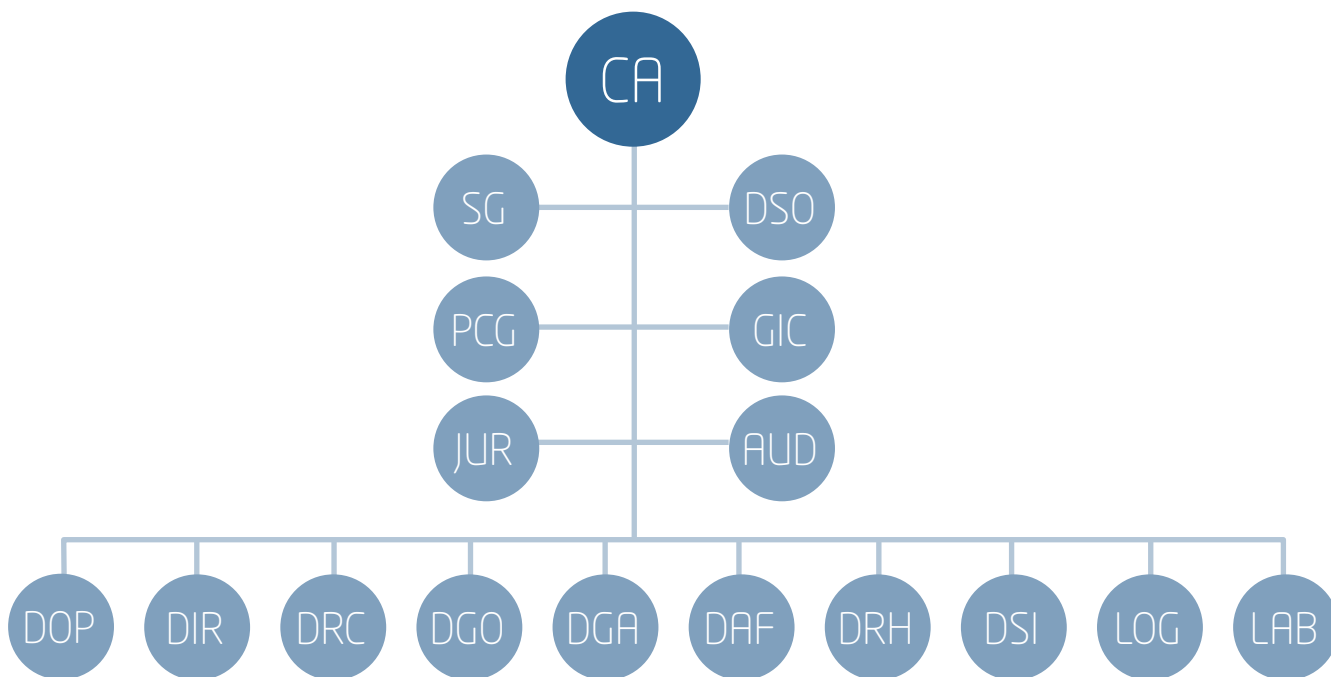 CA
SG DSO
PCG GIC
JUR AUD
DOP DIR DRC DGO DGA DAF DRH DSI LOG LAB